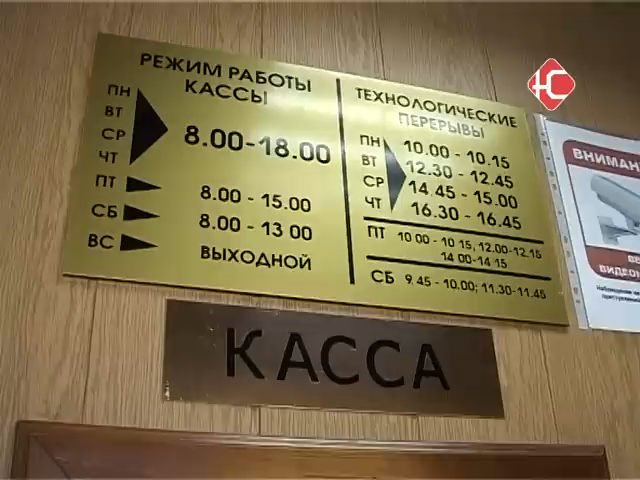 РЕЖИМ РАБОТЫ
КАССЫ
ПН
ВТ
СР
ЧТ
8.00-18.00
ПТ
8.00 - 15.00
СБ
8.00 - 13 00
ВС
ВЫХОДНОЙ
ТЕХНОЛОГИЧЕСКИЕ
ПЕРЕРЫВЫ
ПН
ВТ
СР
ЧТ
10.00 - 10.15
12.30 - 12.45
14.45 - 15.00
16.30 - 16.45
ПТ 10 00 - 10 15, 12.00-12.15
14 00-14 15
СБ 9.45 - 10.00; 11.30-11.45
КАССА
ЮС
ВНИМАН
ВЕ
ВИДЕОН